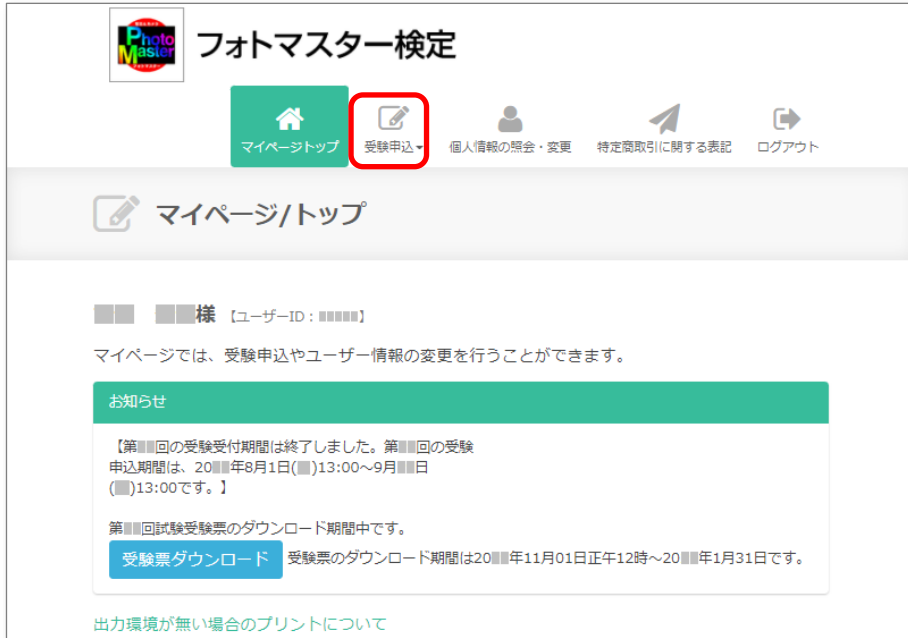 Photo
Master
フォトマスター
フォトマスター検定
マイページトップ
受験申込
個人情報の照会・変更
特定商取引に関する表記
ログアウト
マイページ/トップ
様 【ユーザーID：】
マイページでは、受験申込やユーザー情報の変更を行うことができます。
お知らせ
【第回の受験受付期間は終了しました。第回の受験
申込期間は、20年8月1日()13:00～9月日
()13:00です。】
第回試験受験票のダウンロード期間中です。
受験票ダウンロード 受験票のダウンロード期間は20年11月01日正午12時～20年1月31日です。
出力環境が無い場合のプリントについて